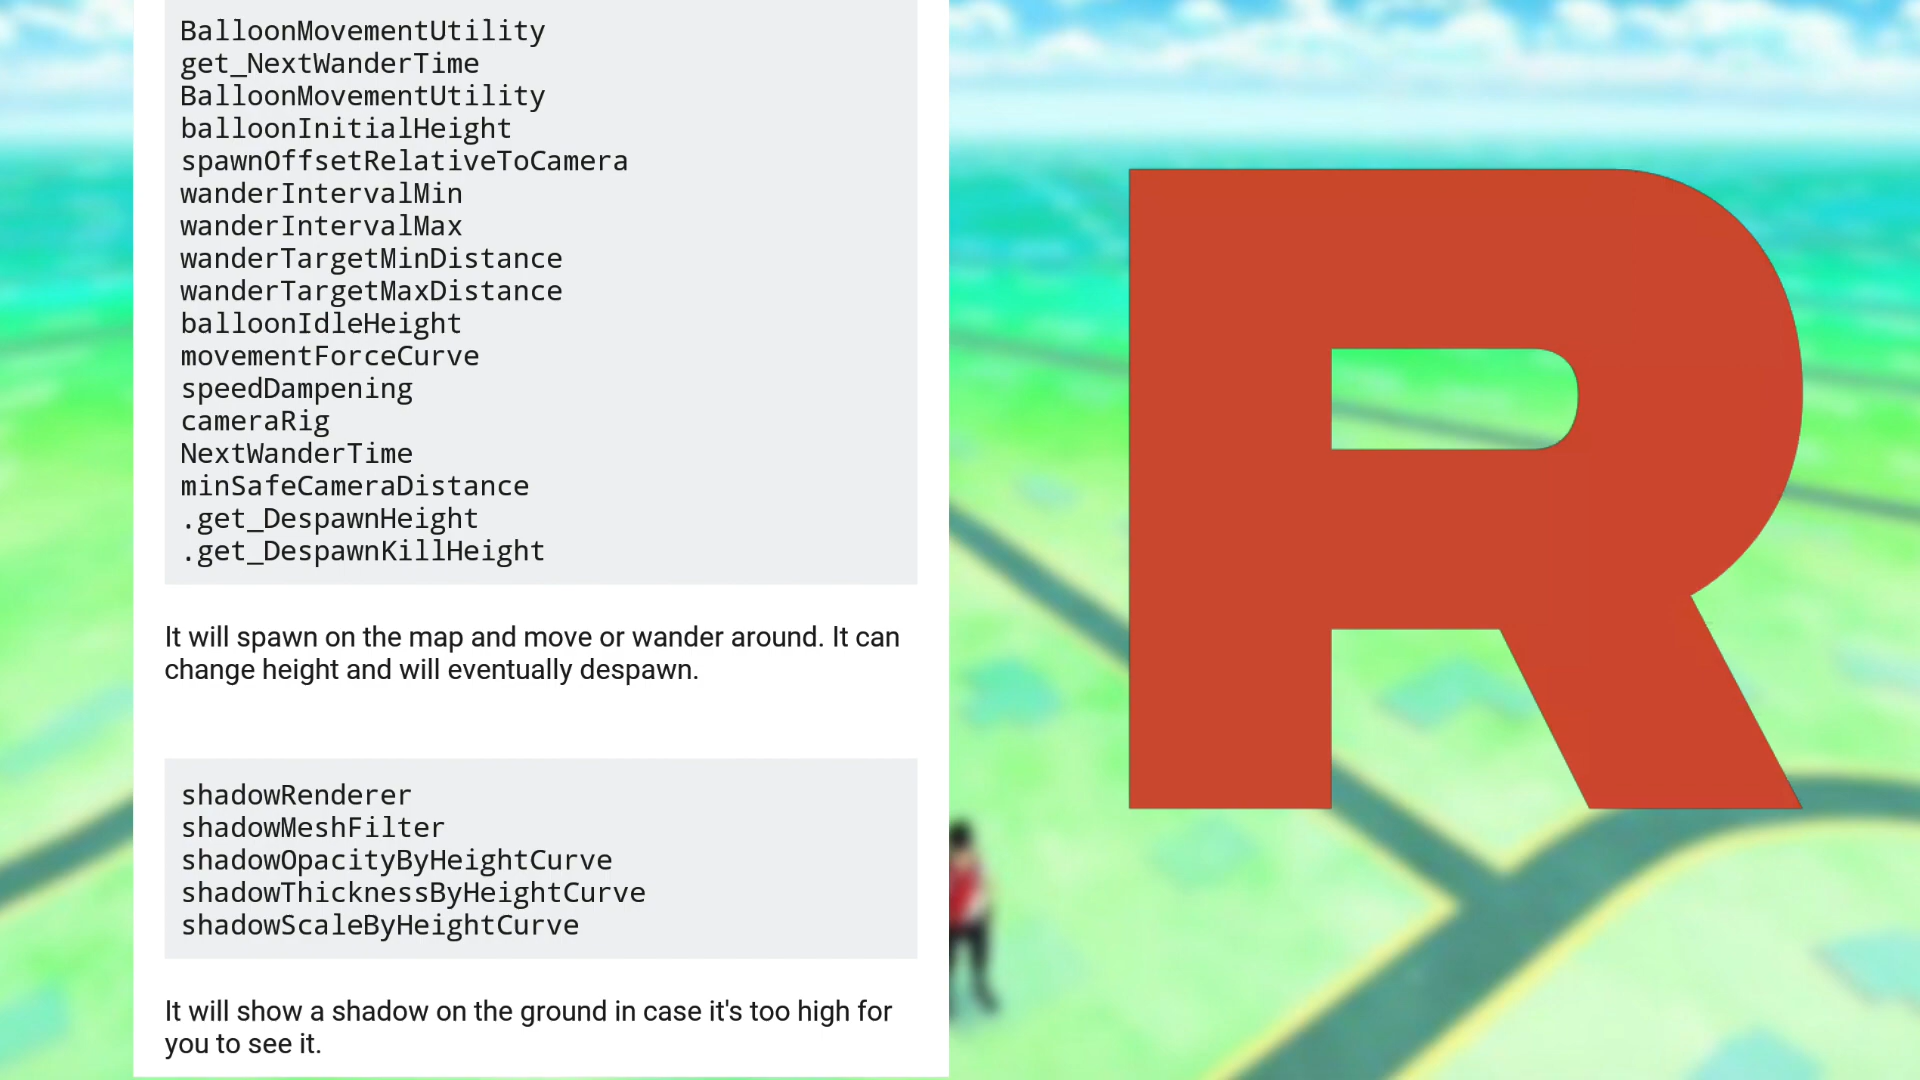 BalloonMovementUtility
get_NextWanderTime
BalloonMovementUtility
balloonInitialHeight
spawnOffsetRelativeToCamera
wanderIntervalMin
wanderIntervalMax
wanderTargetMinDistance
wanderTargetMaxDistance
balloonIdleHeight
movementForceCurve
speedDampening
cameraRig
NextWanderTime
minSafeCameraDistance
.get_DespawnHeight
.get_DespawnKillHeight
It will spawn on the map and move or wander around. It can
change height and will eventually despawn.
shadowRenderer
shadowMeshFilter
shadowOpacityByHeightCurve
shadowThicknessByHeightCurve
shadowScaleByHeightCurve
It will show a shadow on the ground in case it's too high for
you to see it.
R